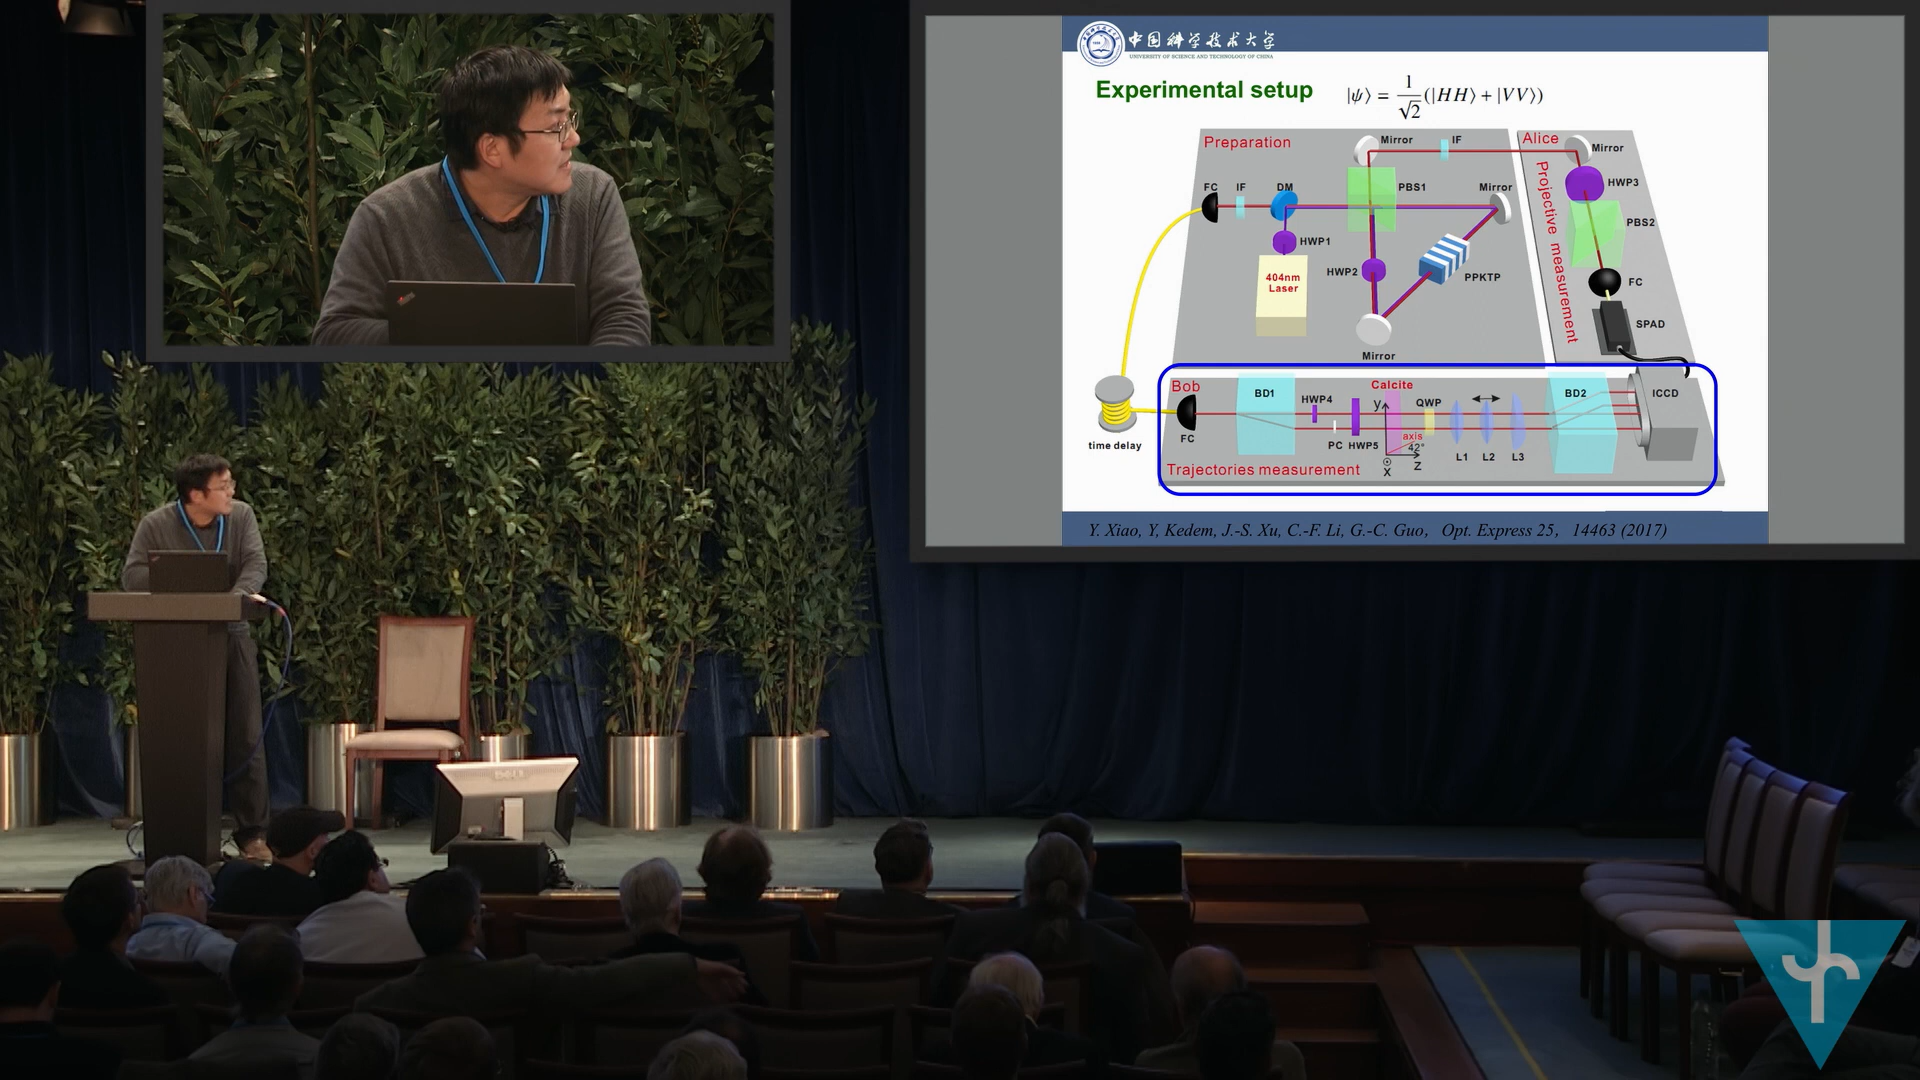 中国科学技术大学
UNIVERSITY OF SCIENCE AND TECHNOLOGY OF CHINA
Experimental setup
|ψ⟩ = 1/√2 (|HH⟩ + |VV⟩)
Preparation
Mirror
IF
Alice
Mirror
FC
IF
DM
PBS1
Mirror
HWP3
Projective measurement
PBS2
HWP1
HWP2
404nm
Laser
PPKTP
FC
SPAD
Mirror
Bob
BD1
HWP4
Calcite
y
QWP
BD2
ICCD
FC
PC
HWP5
axis
42°
x
z
L1
L2
L3
time delay
Trajectories measurement
Y. Xiao, Y, Kedem, J.-S. Xu, C.-F. Li, G.-C. Guo, Opt. Express 25, 14463 (2017)